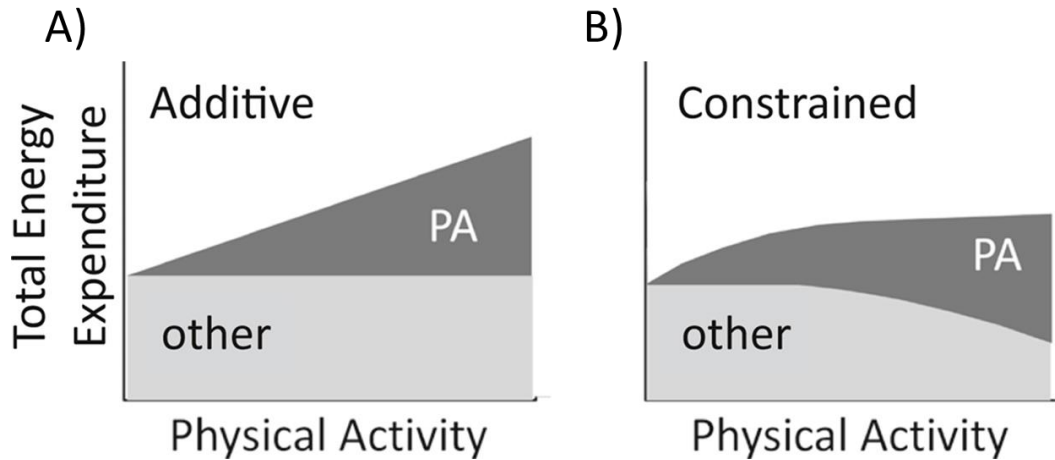 A)
Additive
PA
other
Total Energy
Expenditure
Physical Activity
B)
Constrained
PA
other
Physical Activity